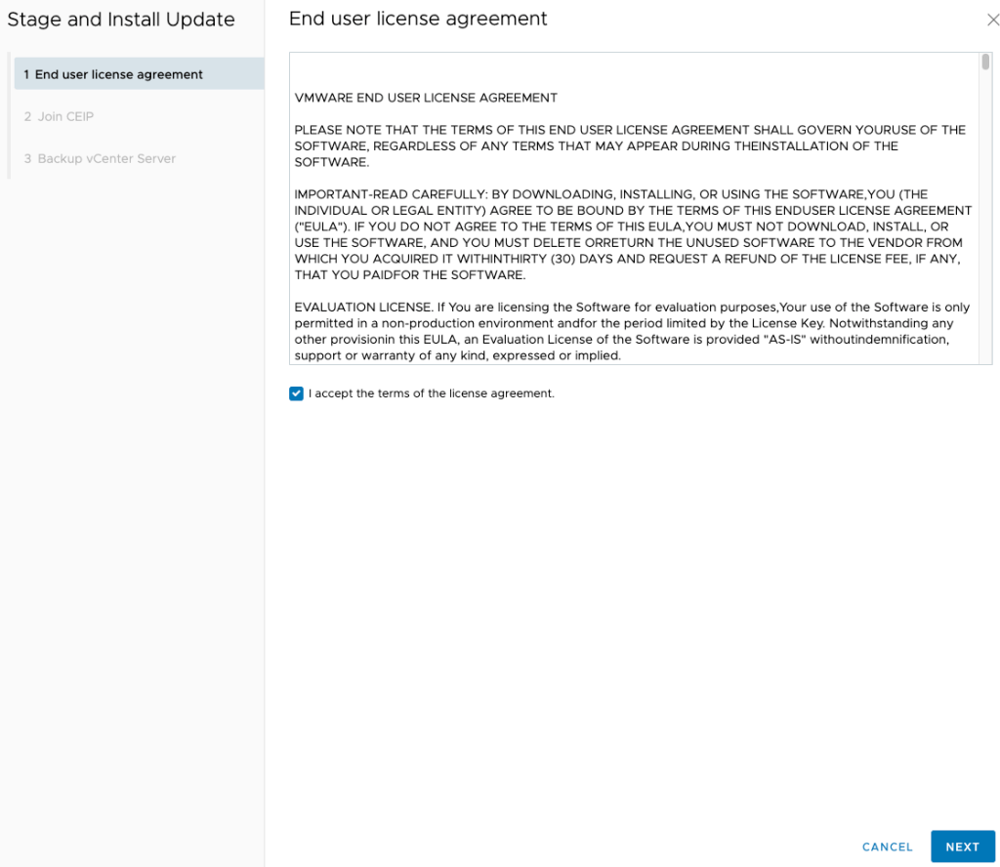 Stage and Install Update
1 End user license agreement
2 Join CEIP
3 Backup vCenter Server
End user license agreement
VMWARE END USER LICENSE AGREEMENT
PLEASE NOTE THAT THE TERMS OF THIS END USER LICENSE AGREEMENT SHALL GOVERN YOURUSE OF THE
SOFTWARE, REGARDLESS OF ANY TERMS THAT MAY APPEAR DURING THEINSTALLATION OF THE
SOFTWARE.
IMPORTANT-READ CAREFULLY: BY DOWNLOADING, INSTALLING, OR USING THE SOFTWARE,YOU (THE
INDIVIDUAL OR LEGAL ENTITY) AGREE TO BE BOUND BY THE TERMS OF THIS ENDUSER LICENSE AGREEMENT
("EULA"). IF YOU DO NOT AGREE TO THE TERMS OF THIS EULA,YOU MUST NOT DOWNLOAD, INSTALL, OR
USE THE SOFTWARE, AND YOU MUST DELETE ORRETURN THE UNUSED SOFTWARE TO THE VENDOR FROM
WHICH YOU ACQUIRED IT WITHINTHIRTY (30) DAYS AND REQUEST A REFUND OF THE LICENSE FEE, IF ANY,
THAT YOU PAIDFOR THE SOFTWARE.
EVALUATION LICENSE. If You are licensing the Software for evaluation purposes,Your use of the Software is only
permitted in a non-production environment andfor the period limited by the License Key. Notwithstanding any
other provisionin this EULA, an Evaluation License of the Software is provided "AS-IS" withoutindemnification,
support or warranty of any kind, expressed or implied.
I accept the terms of the license agreement.
CANCEL
NEXT